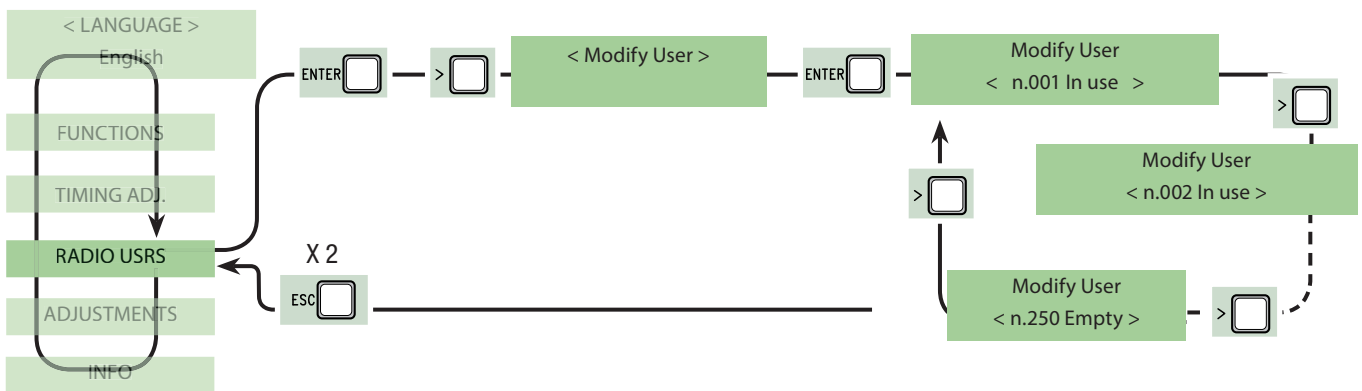 < LANGUAGE >
English
FUNCTIONS
TIMING ADJ.
RADIO USRS
ADJUSTMENTS
INFO
ENTER
>
< Modify User >
ENTER
Modify User
< n.001 In use >
>
Modify User
< n.002 In use >
>
Modify User
< n.250 Empty >
>
X 2
ESC